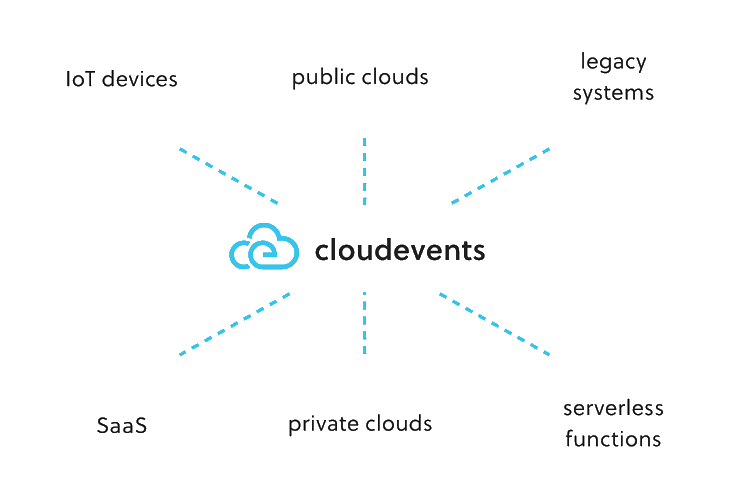 IoT devices
public clouds
legacy
systems
cloudevents
SaaS
private clouds
serverless
functions